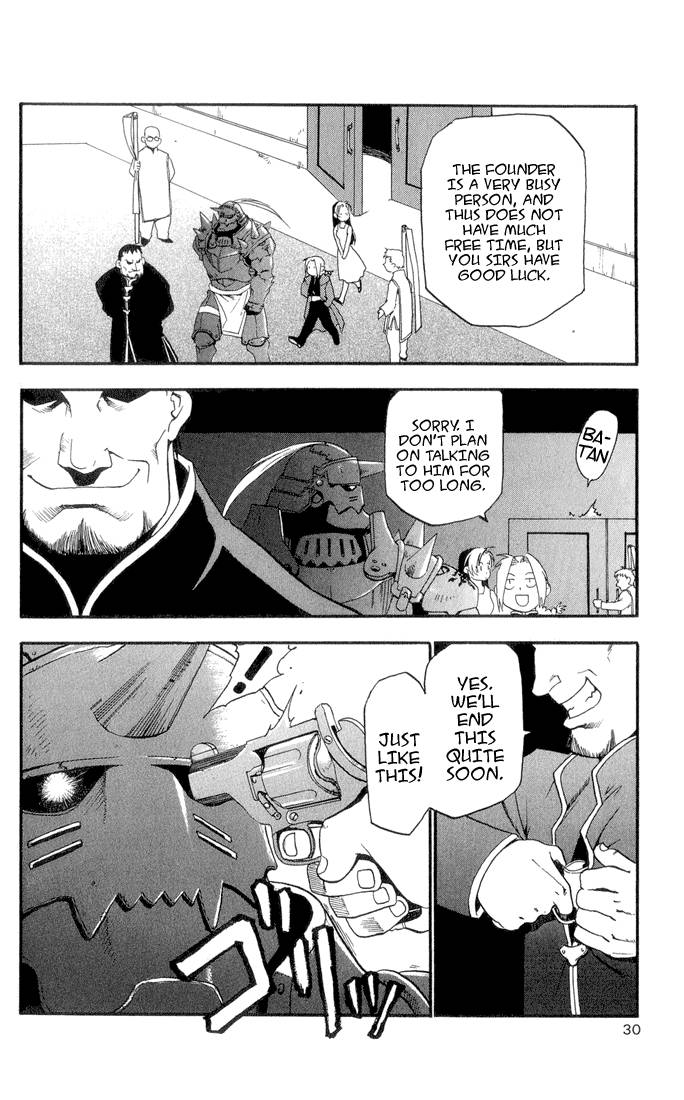 THE FOUNDER
IS A VERY BUSY
PERSON, AND
THUS DOES NOT
HAVE MUCH
FREE TIME, BUT
YOU SIRS HAVE
GOOD LUCK.
BA-
TAN
SORRY. I
DON'T PLAN
ON TALKING
TO HIM FOR
TOO LONG.
YES.
WE'LL
END
THIS
QUITE
SOON.
JUST
LIKE
THIS!
!!
ゴリッ
30